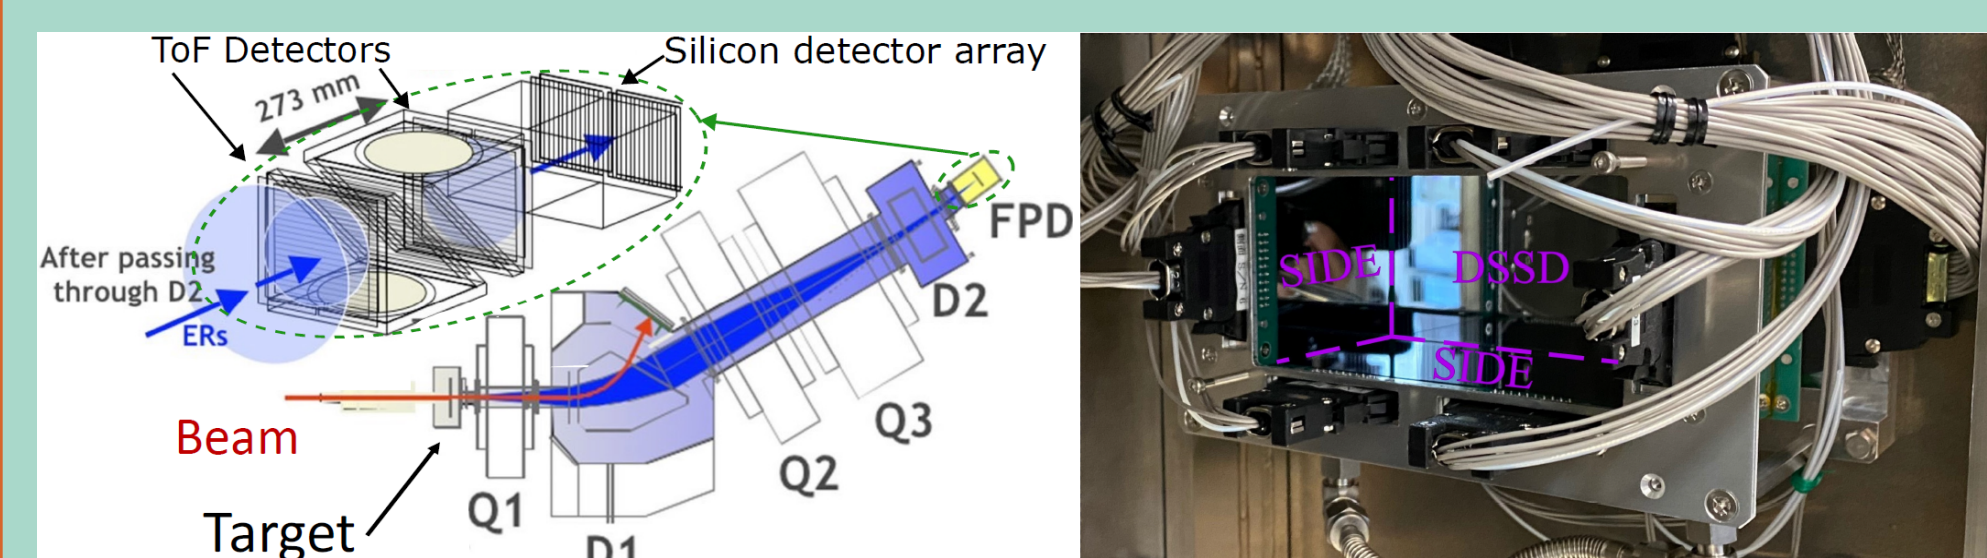 ToF Detectors
Silicon detector array
273 mm
After passing
through D2
ERs
FPD
D2
Beam
Q3
Q2
Q1
Target
D1
SIDE
DSSD
SIDE